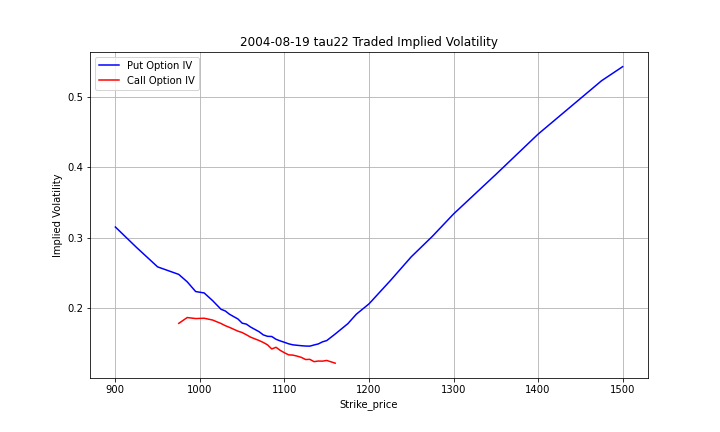 2004-08-19 tau22 Traded Implied Volatility
Put Option IV
Call Option IV
Implied Volatility
0.5
0.4
0.3
0.2
900
1000
1100
1200
1300
1400
1500
Strike_price